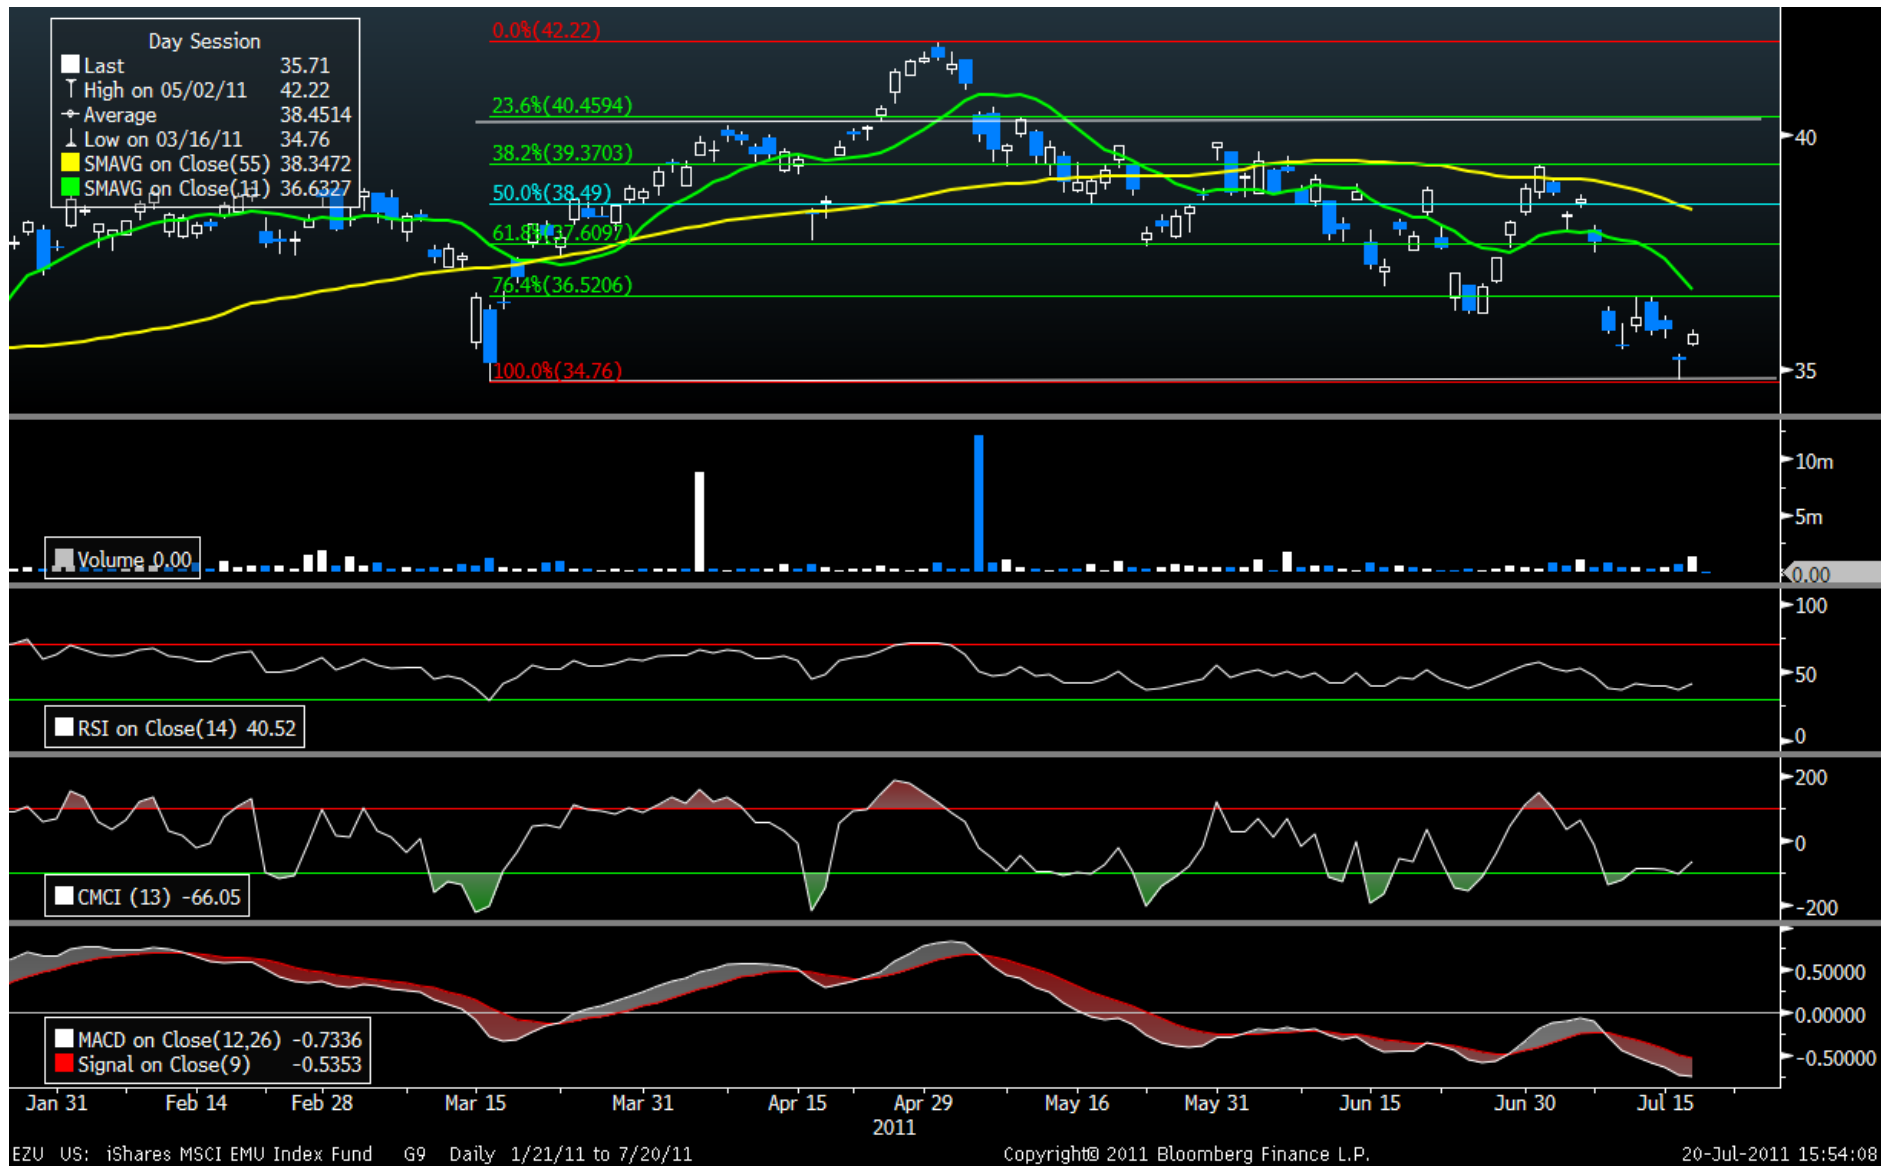 Day Session
Last 35.71
High on 05/02/11 42.22
Average 38.4514
Low on 03/16/11 34.76
SMAVG on Close(55) 38.3472
SMAVG on Close(11) 36.6327
0.0%(42.22)
23.6%(40.4594)
38.2%(39.3703)
50.0%(38.49)
61.8%(37.6097)
76.4%(36.5206)
100.0%(34.76)
40
35
Volume 0.00
10m
5m
0.00
RSI on Close(14) 40.52
100
50
0
CMCI (13) -66.05
200
0
-200
MACD on Close(12,26) -0.7336
Signal on Close(9) -0.5353
0.50000
0.00000
-0.50000
Jan 31 Feb 14 Feb 28 Mar 15 Mar 31 Apr 15 Apr 29 May 16 May 31 Jun 15 Jun 30 Jul 15
2011
EZU US: iShares MSCI EMU Index Fund G9 Daily 1/21/11 to 7/20/11 Copyright© 2011 Bloomberg Finance L.P. 20-Jul-2011 15:54:08